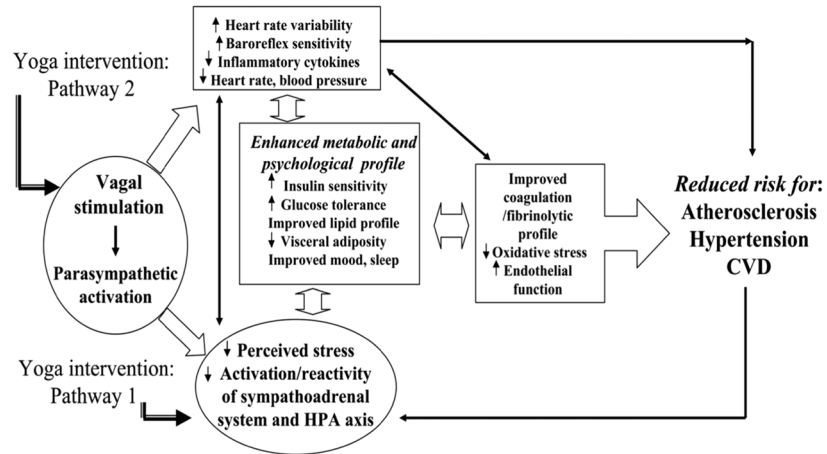 ↑ Heart rate variability
↑ Baroreflex sensitivity
↓ Inflammatory cytokines
↓ Heart rate, blood pressure
Yoga intervention:
Pathway 2
Enhanced metabolic and
psychological profile
↑ Insulin sensitivity
↑ Glucose tolerance
Improved lipid profile
↓ Visceral adiposity
Improved mood, sleep
Vagal
stimulation
Parasympathetic
activation
Improved
coagulation
/fibrinolytic
profile
↓ Oxidative stress
↑ Endothelial
function
Reduced risk for:
Atherosclerosis
Hypertension
CVD
Yoga intervention:
Pathway 1
↓ Perceived stress
↓ Activation/reactivity
of sympathoadrenal
system and HPA axis